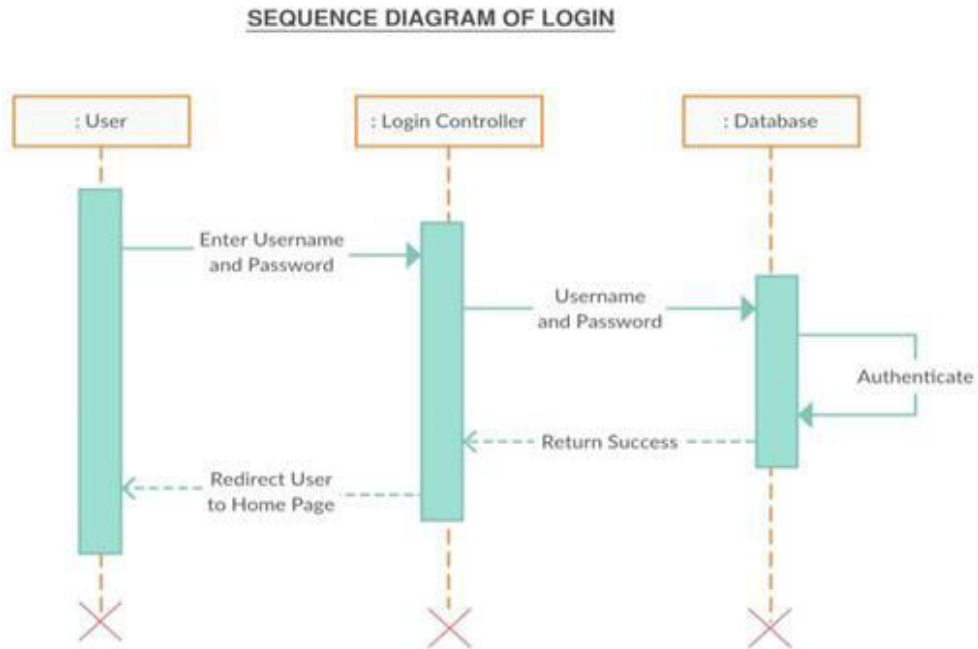 SEQUENCE DIAGRAM OF LOGIN
: User
: Login Controller
: Database
Enter Username
and Password
Username
and Password
Authenticate
Return Success
Redirect User
to Home Page